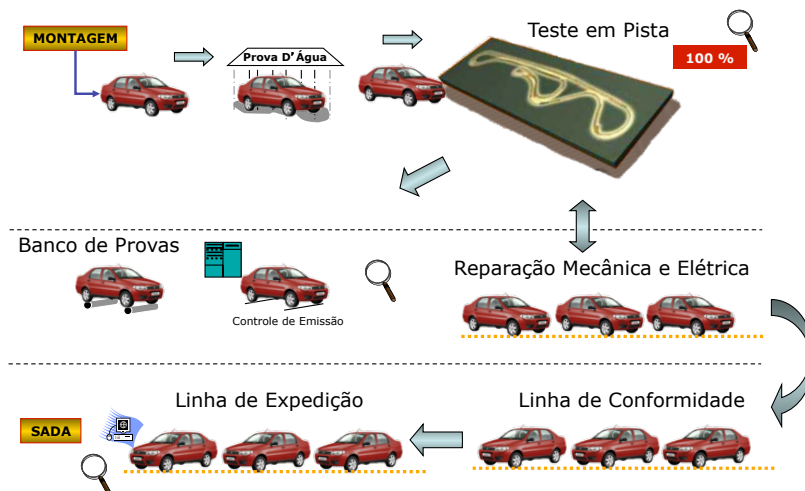 MONTAGEM
Prova D'Água
Teste em Pista
100 %
Banco de Provas
Controle de Emissão
Reparação Mecânica e Elétrica
Linha de Expedição
Linha de Conformidade
SADA